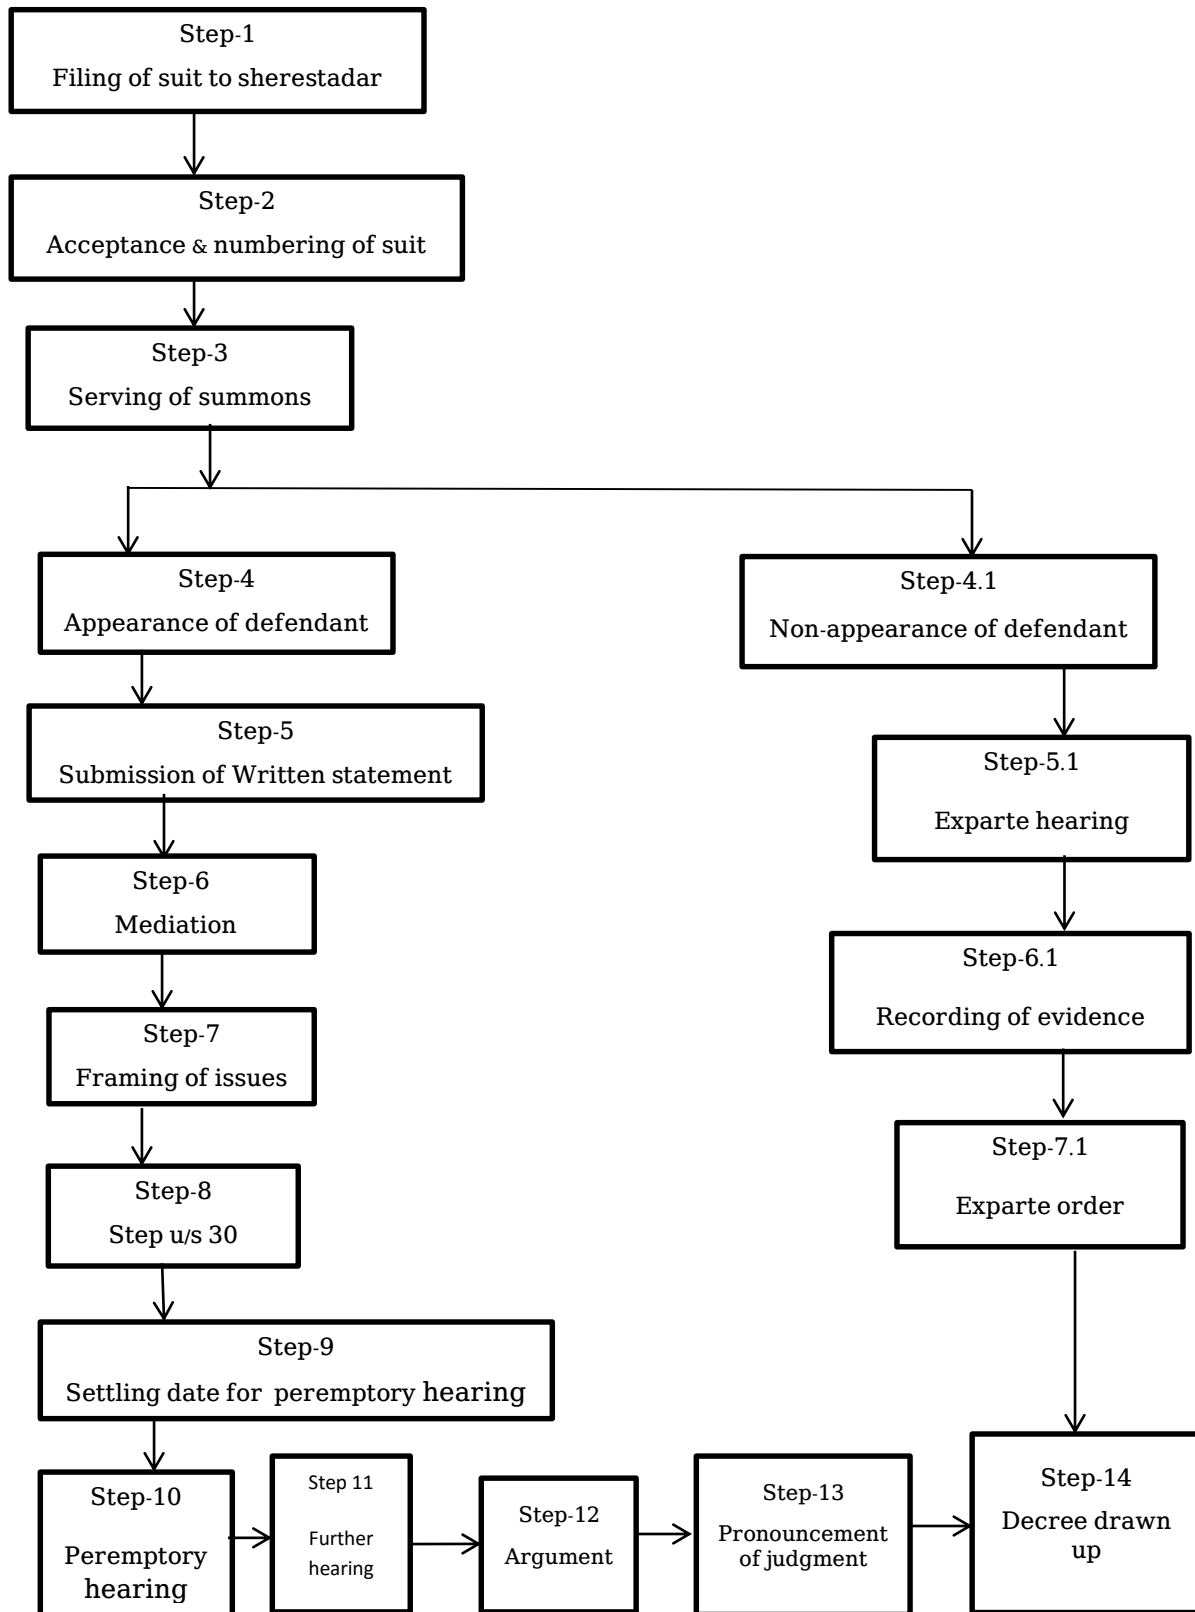 Step-1
Filing of suit to sherestadar
Step-2
Acceptance & numbering of suit
Step-3
Serving of summons
Step-4
Appearance of defendant
Step-4.1
Non-appearance of defendant
Step-5
Submission of Written statement
Step-5.1
Exparte hearing
Step-6
Mediation
Step-6.1
Recording of evidence
Step-7
Framing of issues
Step-7.1
Exparte order
Step-8
Step u/s 30
Step-9
Settling date for peremptory hearing
Step-10
Peremptory
hearing
Step 11
Further
hearing
Step-12
Argument
Step-13
Pronouncement
of judgment
Step-14
Decree drawn
up